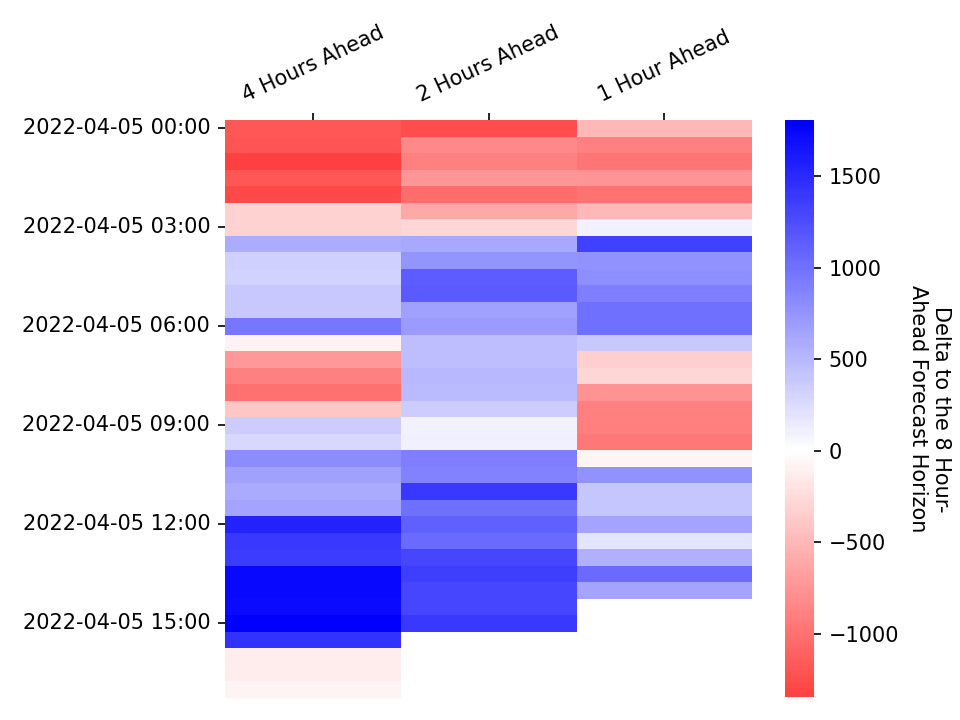 4 Hours Ahead
2 Hours Ahead
1 Hour Ahead
2022-04-05 00:00
2022-04-05 03:00
2022-04-05 06:00
2022-04-05 09:00
2022-04-05 12:00
2022-04-05 15:00
1500
1000
500
0
−500
−1000
Delta to the 8 Hour-
Ahead Forecast Horizon